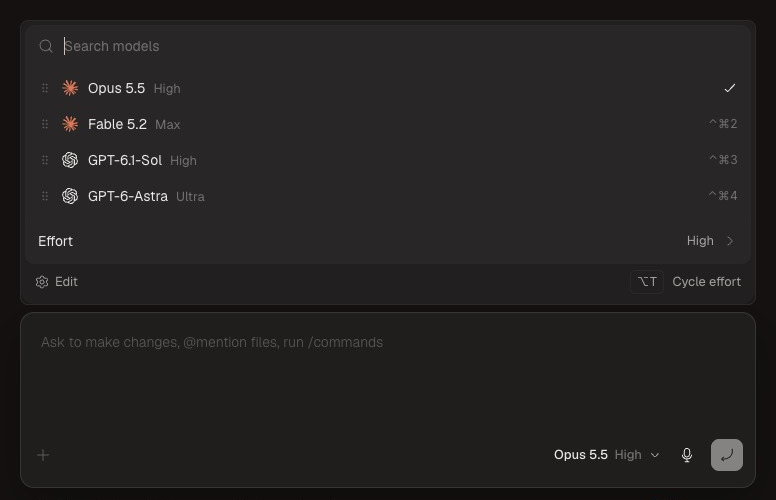 Search models
Opus 5.5 High
Fable 5.2 Max ^⌘2
GPT-6.1-Sol High ^⌘3
GPT-6-Astra Ultra ^⌘4
Effort High
Edit ⌥T Cycle effort
Ask to make changes, @mention files, run /commands
Opus 5.5 High